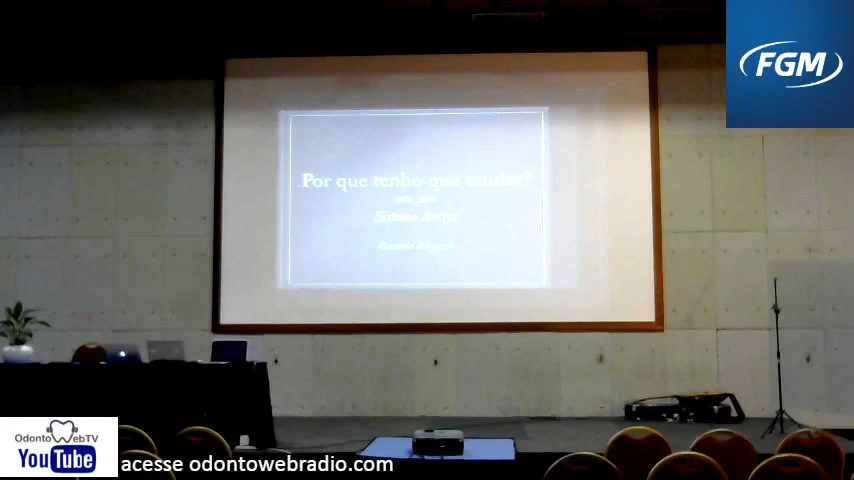 FGM
Por que tenho que mudar?
OdontoWebTV
YouTube
acesse odontowebradio.com